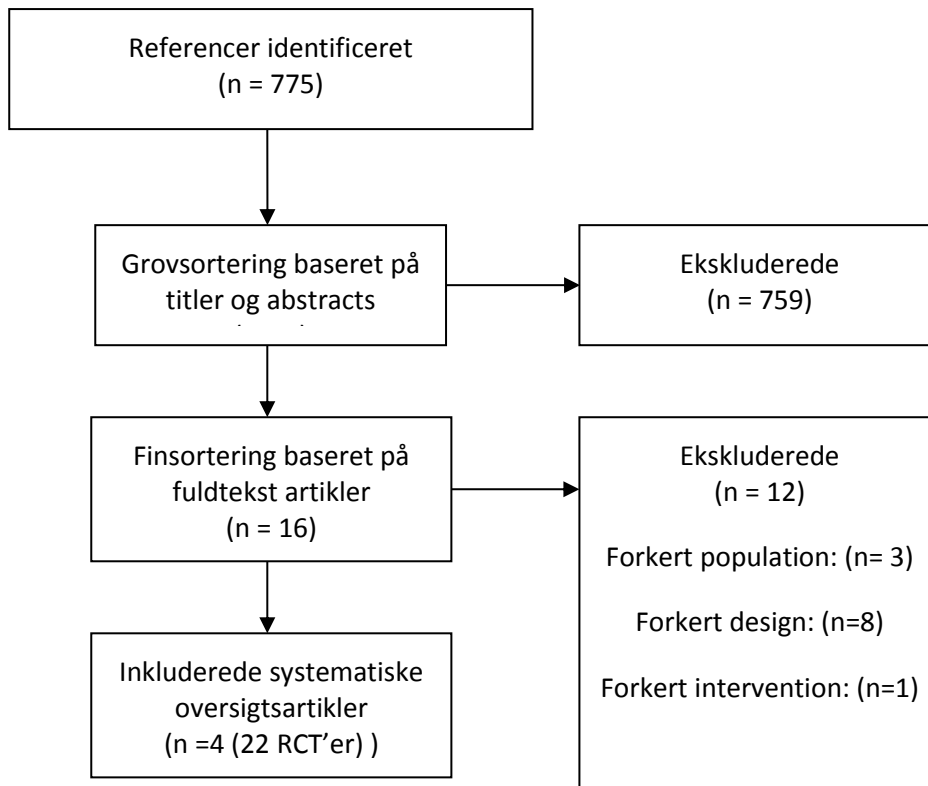 Referencer identificeret
(n = 775)
Grovsortering baseret på
titler og abstracts
Ekskluderede
(n = 759)
Finsortering baseret på
fuldtekst artikler
(n = 16)
Ekskluderede
(n = 12)
Forkert population: (n= 3)
Forkert design: (n=8)
Forkert intervention: (n=1)
Inkluderede systematiske
oversigtsartikler
(n =4 (22 RCT’er) )